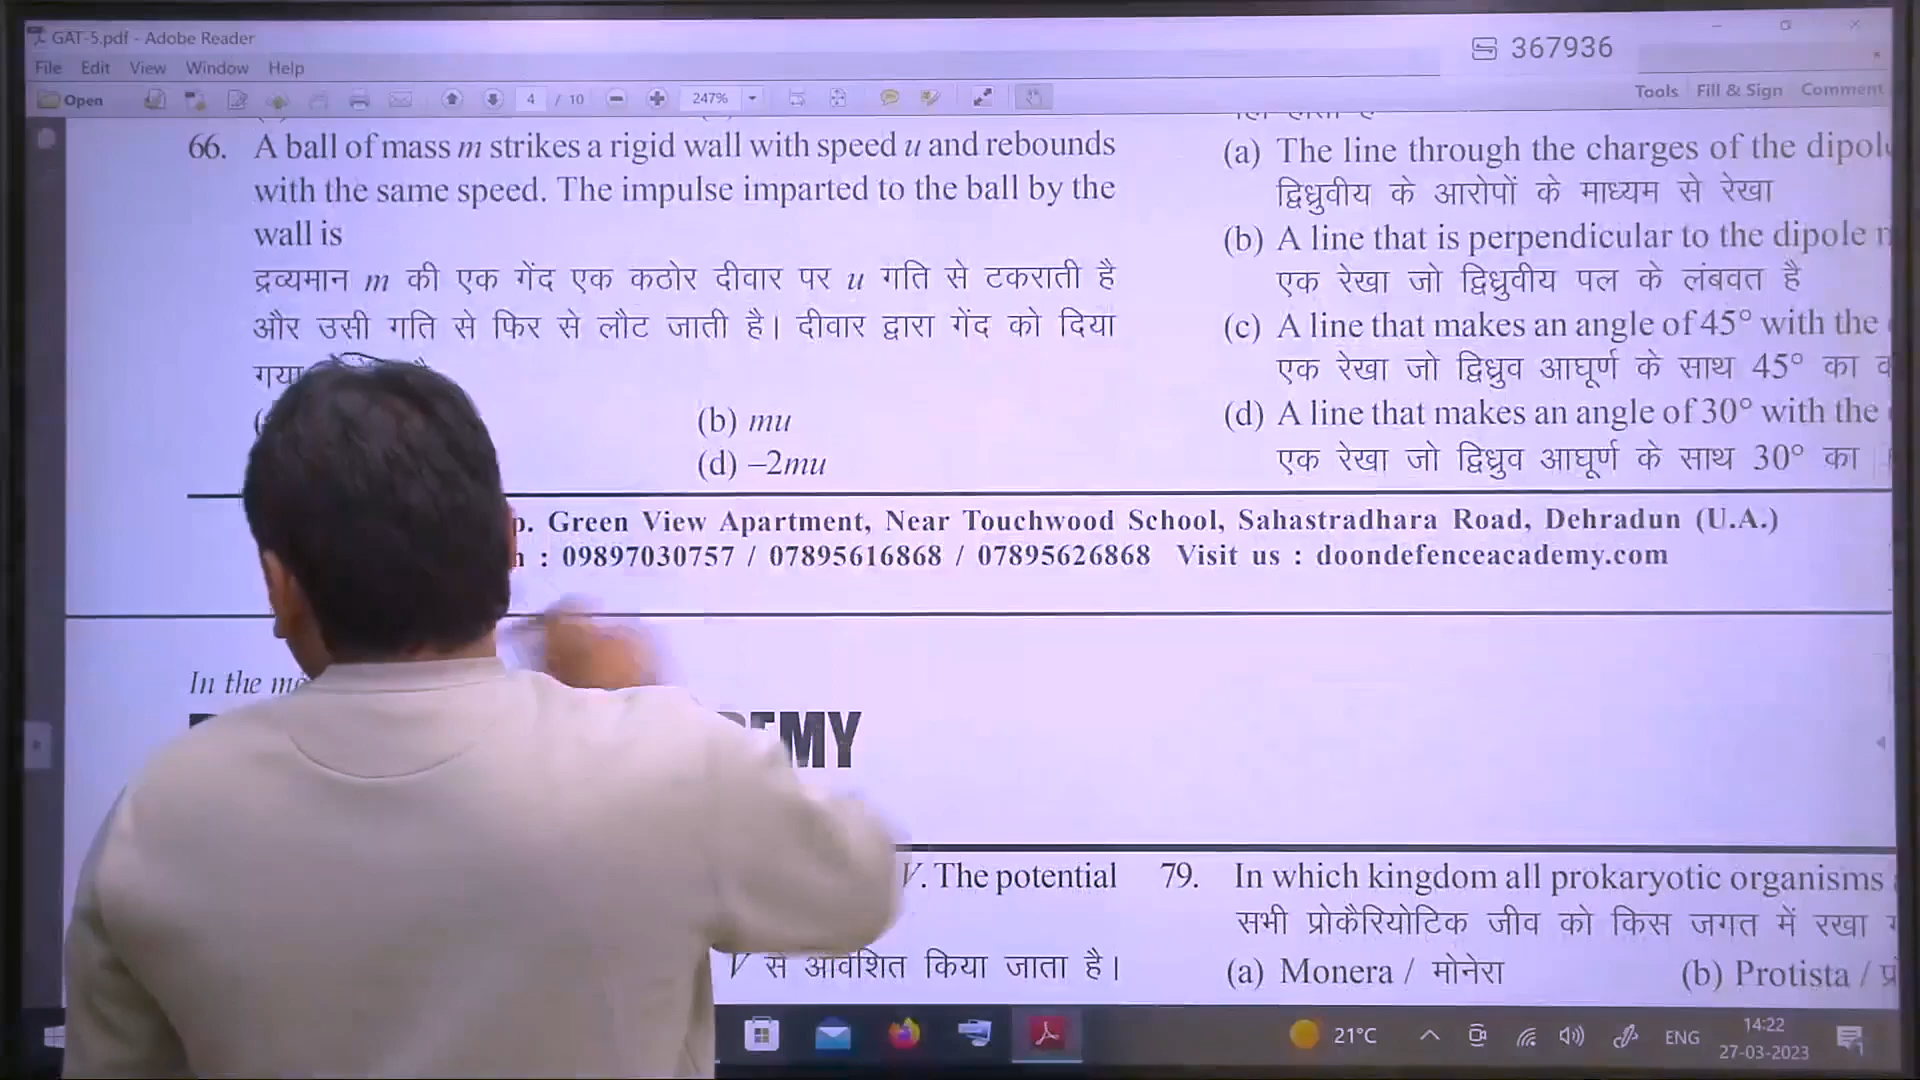 GAT-5.pdf - Adobe Reader
367936
File Edit View Window Help
Open 4 / 10 247% Tools Fill & Sign Comment
66. A ball of mass m strikes a rigid wall with speed u and rebounds
with the same speed. The impulse imparted to the ball by the
wall is
द्रव्यमान m की एक गेंद एक कठोर दीवार पर u गति से टकराती है
और उसी गति से फिर से लौट जाती है। दीवार द्वारा गेंद को दिया
गया
(b) mu
(d) –2mu
(a) The line through the charges of the dipol
द्विध्रुवीय के आरोपों के माध्यम से रेखा
(b) A line that is perpendicular to the dipole
एक रेखा जो द्विध्रुवीय पल के लंबवत है
(c) A line that makes an angle of 45° with the
एक रेखा जो द्विध्रुव आघूर्ण के साथ 45° का
(d) A line that makes an angle of 30° with the
एक रेखा जो द्विध्रुव आघूर्ण के साथ 30° का
p. Green View Apartment, Near Touchwood School, Sahastradhara Road, Dehradun (U.A.)
: 09897030757 / 07895616868 / 07895626868 Visit us : doondefenceacademy.com
In the
EMY
V. The potential
V से आवेशित किया जाता है।
79. In which kingdom all prokaryotic organisms
सभी प्रोकैरियोटिक जीव को किस जगत में रखा
(a) Monera / मोनेरा (b) Protista /
21°C ENG 14:22
27-03-2023